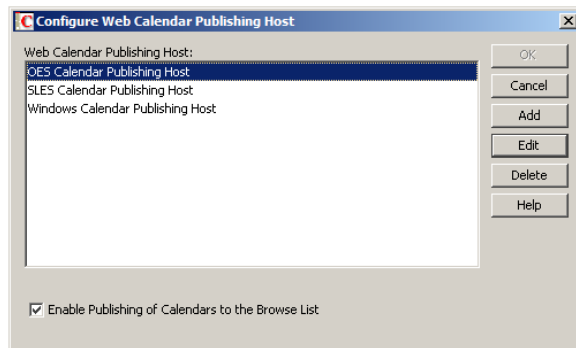 Configure Web Calendar Publishing Host
Web Calendar Publishing Host:
OES Calendar Publishing Host
SLES Calendar Publishing Host
Windows Calendar Publishing Host
OK
Cancel
Add
Edit
Delete
Help
Enable Publishing of Calendars to the Browse List